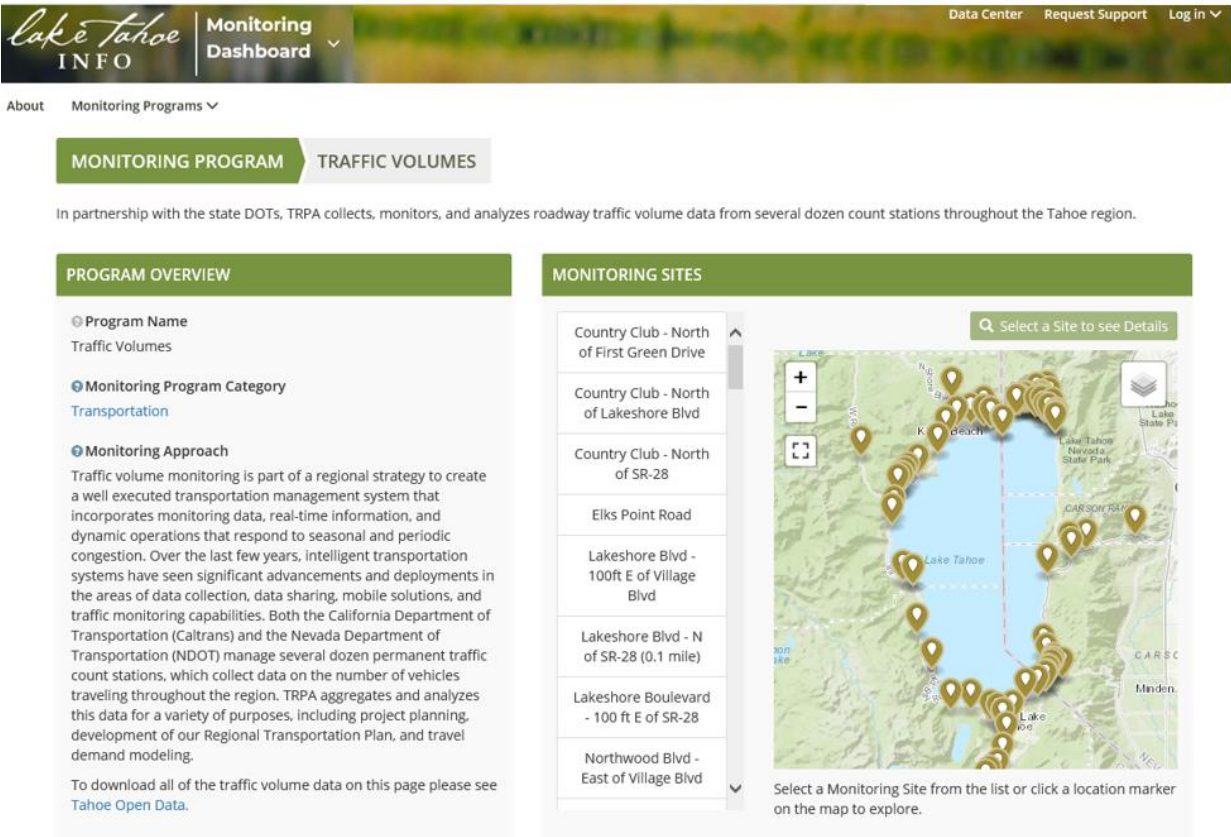 Lake Tahoe
INFO
Monitoring
Dashboard
Data Center Request Support Log in
About Monitoring Programs
MONITORING PROGRAM TRAFFIC VOLUMES
In partnership with the state DOTs, TRPA collects, monitors, and analyzes roadway traffic volume data from several dozen count stations throughout the Tahoe region.
PROGRAM OVERVIEW
Program Name
Traffic Volumes
Monitoring Program Category
Transportation
Monitoring Approach
Traffic volume monitoring is part of a regional strategy to create
a well executed transportation management system that
incorporates monitoring data, real-time information, and
dynamic operations that respond to seasonal and periodic
congestion. Over the last few years, intelligent transportation
systems have seen significant advancements and deployments in
the areas of data collection, data sharing, mobile solutions, and
traffic monitoring capabilities. Both the California Department of
Transportation (Caltrans) and the Nevada Department of
Transportation (NDOT) manage several dozen permanent traffic
count stations, which collect data on the number of vehicles
traveling throughout the region. TRPA aggregates and analyzes
this data for a variety of purposes, including project planning,
development of our Regional Transportation Plan, and travel
demand modeling.
To download all of the traffic volume data on this page please see
Tahoe Open Data.
MONITORING SITES
Country Club - North
of First Green Drive
Country Club - North
of Lakeshore Blvd
Country Club - North
of SR-28
Elks Point Road
Lakeshore Blvd -
100ft E of Village
Blvd
Lakeshore Blvd - N
of SR-28 (0.1 mile)
Lakeshore Boulevard
- 100 ft E of SR-28
Northwood Blvd -
East of Village Blvd
Select a Site to see Details
+
−
Beach
Lake
State
Lake Tahoe
Nevada
State Park
CARSON
Lake Tahoe
Minden
Lake
Select a Monitoring Site from the list or click a location marker
on the map to explore.